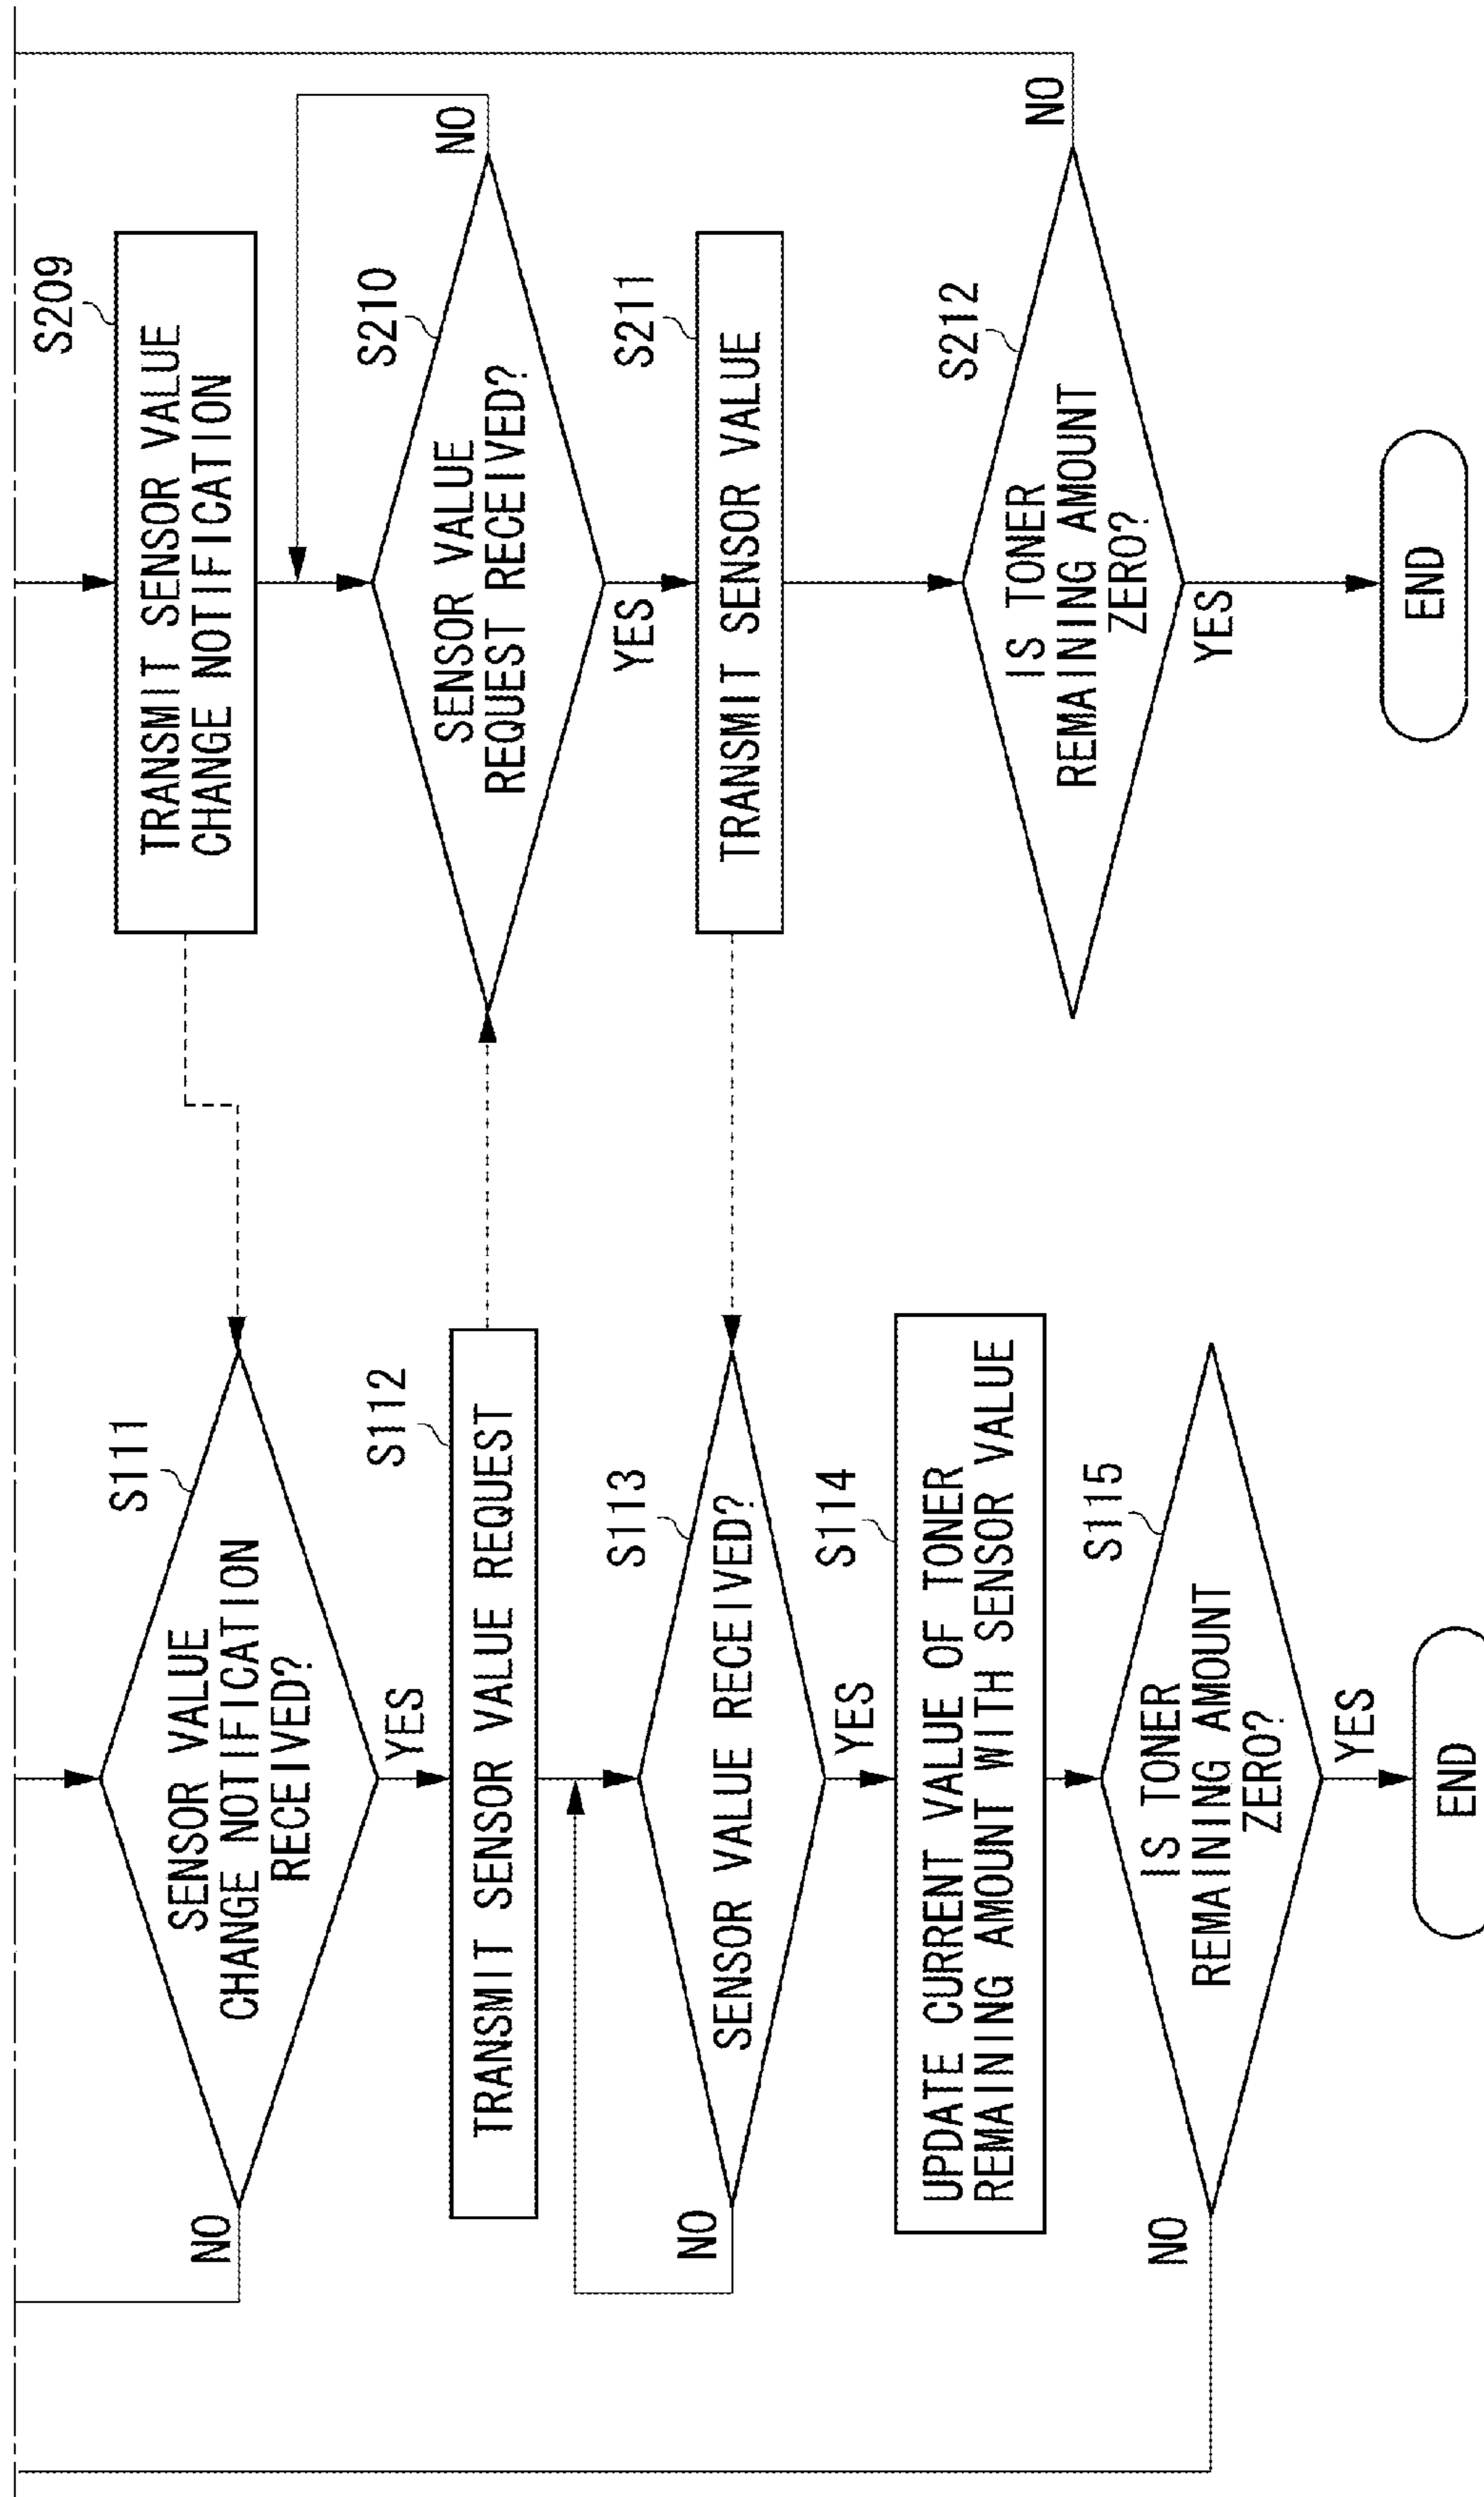 S111
SENSOR VALUE
CHANGE NOTIFICATION
RECEIVED?
NO
YES
S112
TRANSMIT SENSOR VALUE REQUEST
S113
SENSOR VALUE RECEIVED?
NO
YES
S114
UPDATE CURRENT VALUE OF TONER
REMAINING AMOUNT WITH SENSOR VALUE
S115
IS TONER
REMAINING AMOUNT
ZERO?
NO
YES
END
S209
TRANSMIT SENSOR VALUE
CHANGE NOTIFICATION
S210
SENSOR VALUE
REQUEST RECEIVED?
NO
YES
S211
TRANSMIT SENSOR VALUE
S212
IS TONER
REMAINING AMOUNT
ZERO?
NO
YES
END